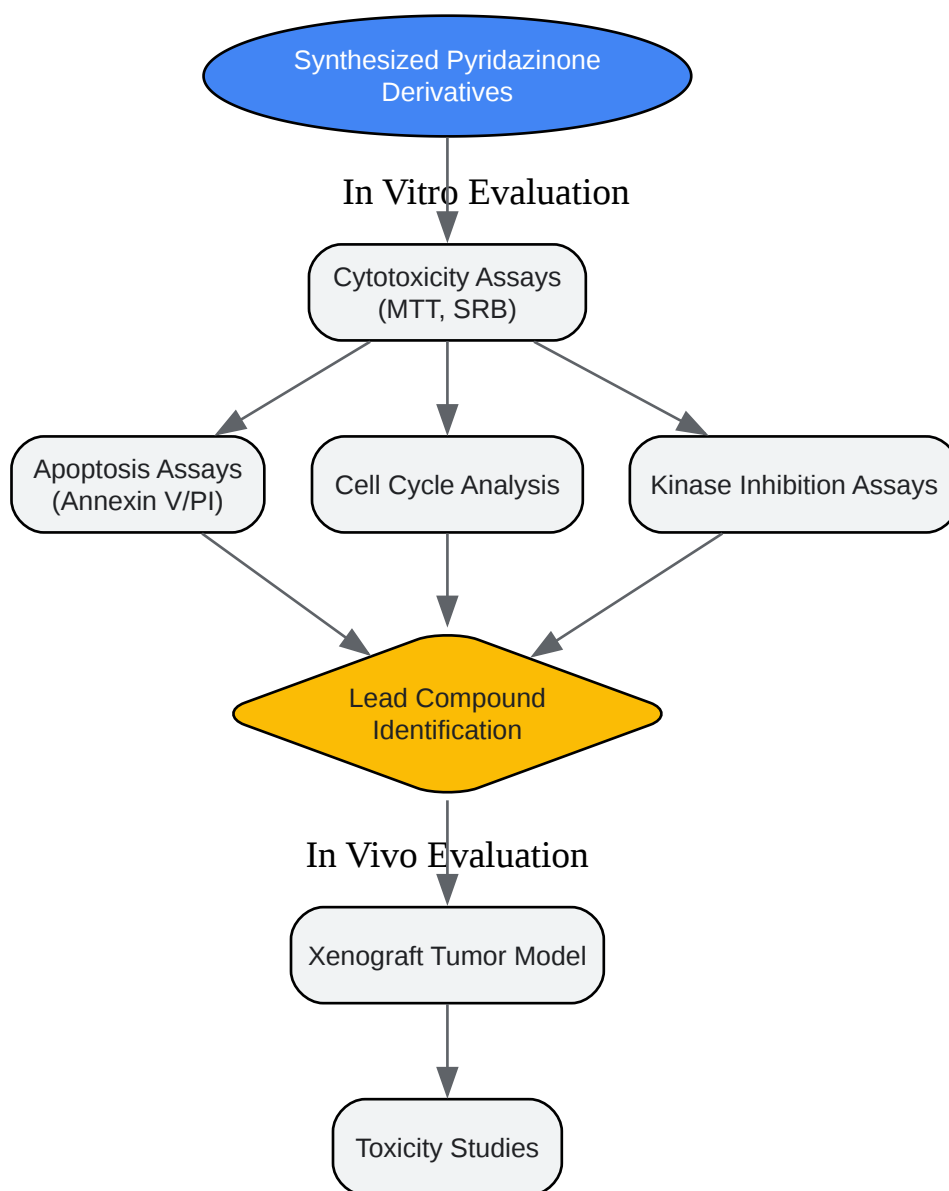 Synthesized Pyridazinone
Derivatives
In Vitro Evaluation
Cytotoxicity Assays
(MTT, SRB)
Apoptosis Assays
(Annexin V/PI)
Cell Cycle Analysis
Kinase Inhibition Assays
Lead Compound
Identification
In Vivo Evaluation
Xenograft Tumor Model
Toxicity Studies